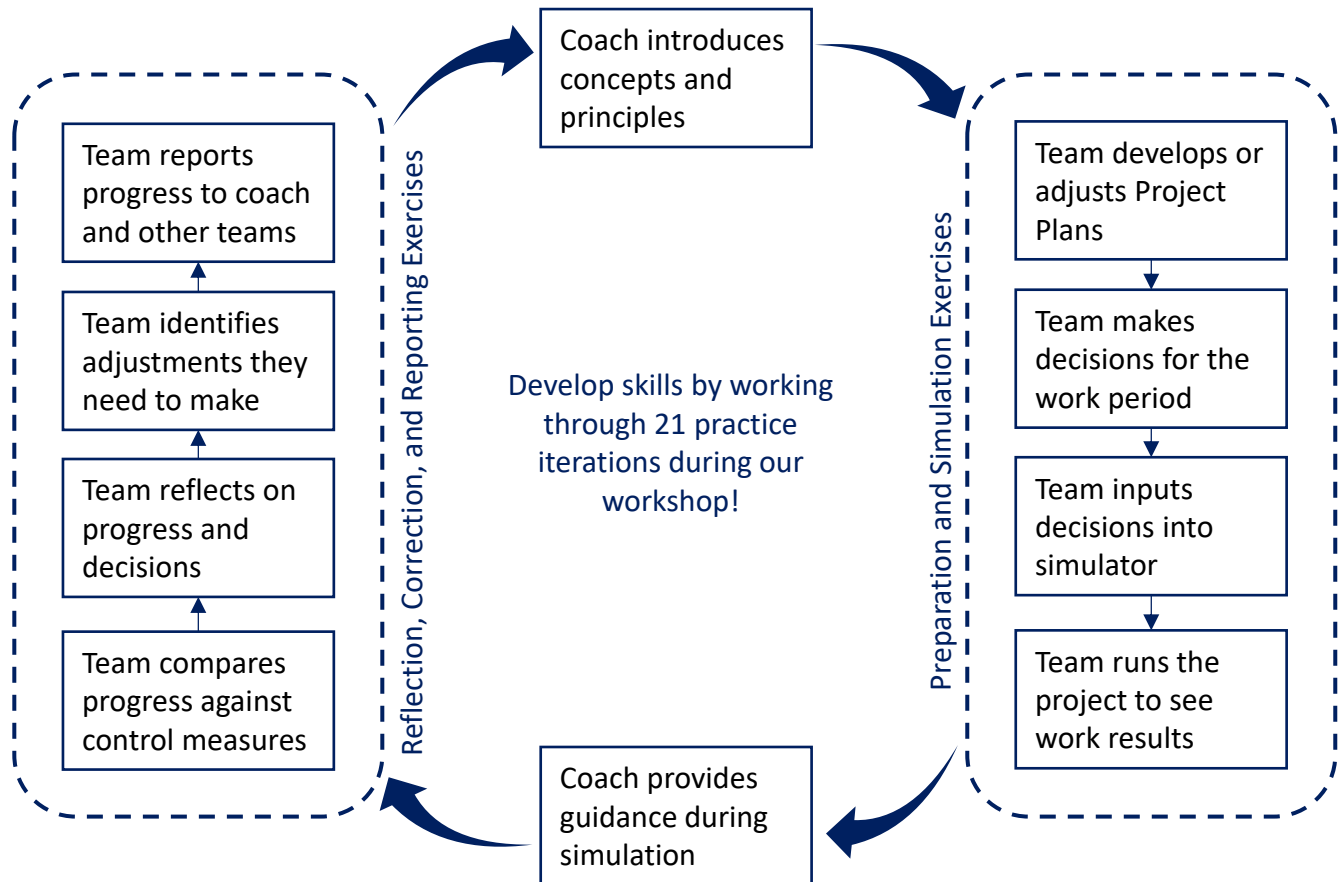 Coach introduces
concepts and
principles
Team develops or
adjusts Project
Plans
Team makes
decisions for the
work period
Team inputs
decisions into
simulator
Team runs the
project to see
work results
Preparation and Simulation Exercises
Coach provides
guidance during
simulation
Team compares
progress against
control measures
Team reflects on
progress and
decisions
Team identifies
adjustments they
need to make
Team reports
progress to coach
and other teams
Reflection, Correction, and Reporting Exercises
Develop skills by working
through 21 practice
iterations during our
workshop!